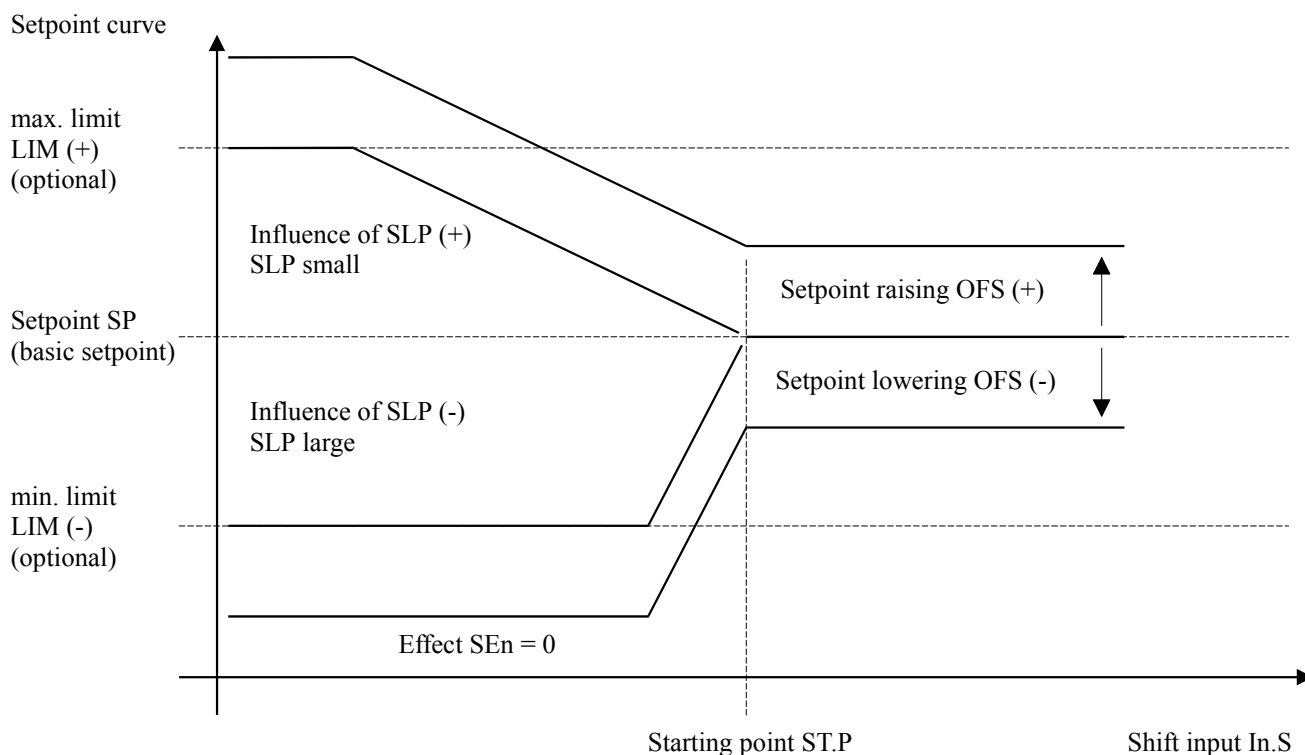 Setpoint curve
max. limit
LIM (+)
(optional)
Influence of SLP (+)
SLP small
Setpoint raising OFS (+)
Setpoint SP
(basic setpoint)
Setpoint lowering OFS (-)
Influence of SLP (-)
SLP large
min. limit
LIM (-)
(optional)
Effect SEn = 0
Starting point ST.P
Shift input In.S